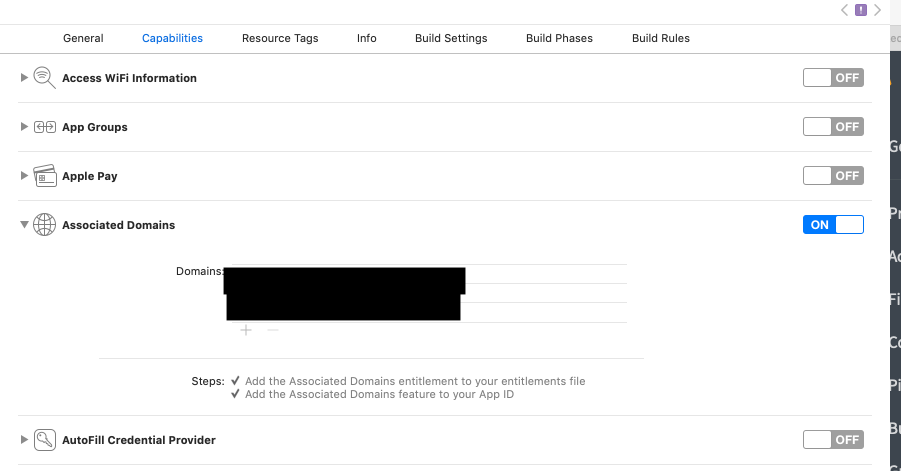 General Capabilities Resource Tags Info Build Settings Build Phases Build Rules
Access WiFi Information OFF
App Groups OFF
Apple Pay OFF
Associated Domains ON
Domains:
Steps: ✔ Add the Associated Domains entitlement to your entitlements file
✔ Add the Associated Domains feature to your App ID
AutoFill Credential Provider OFF